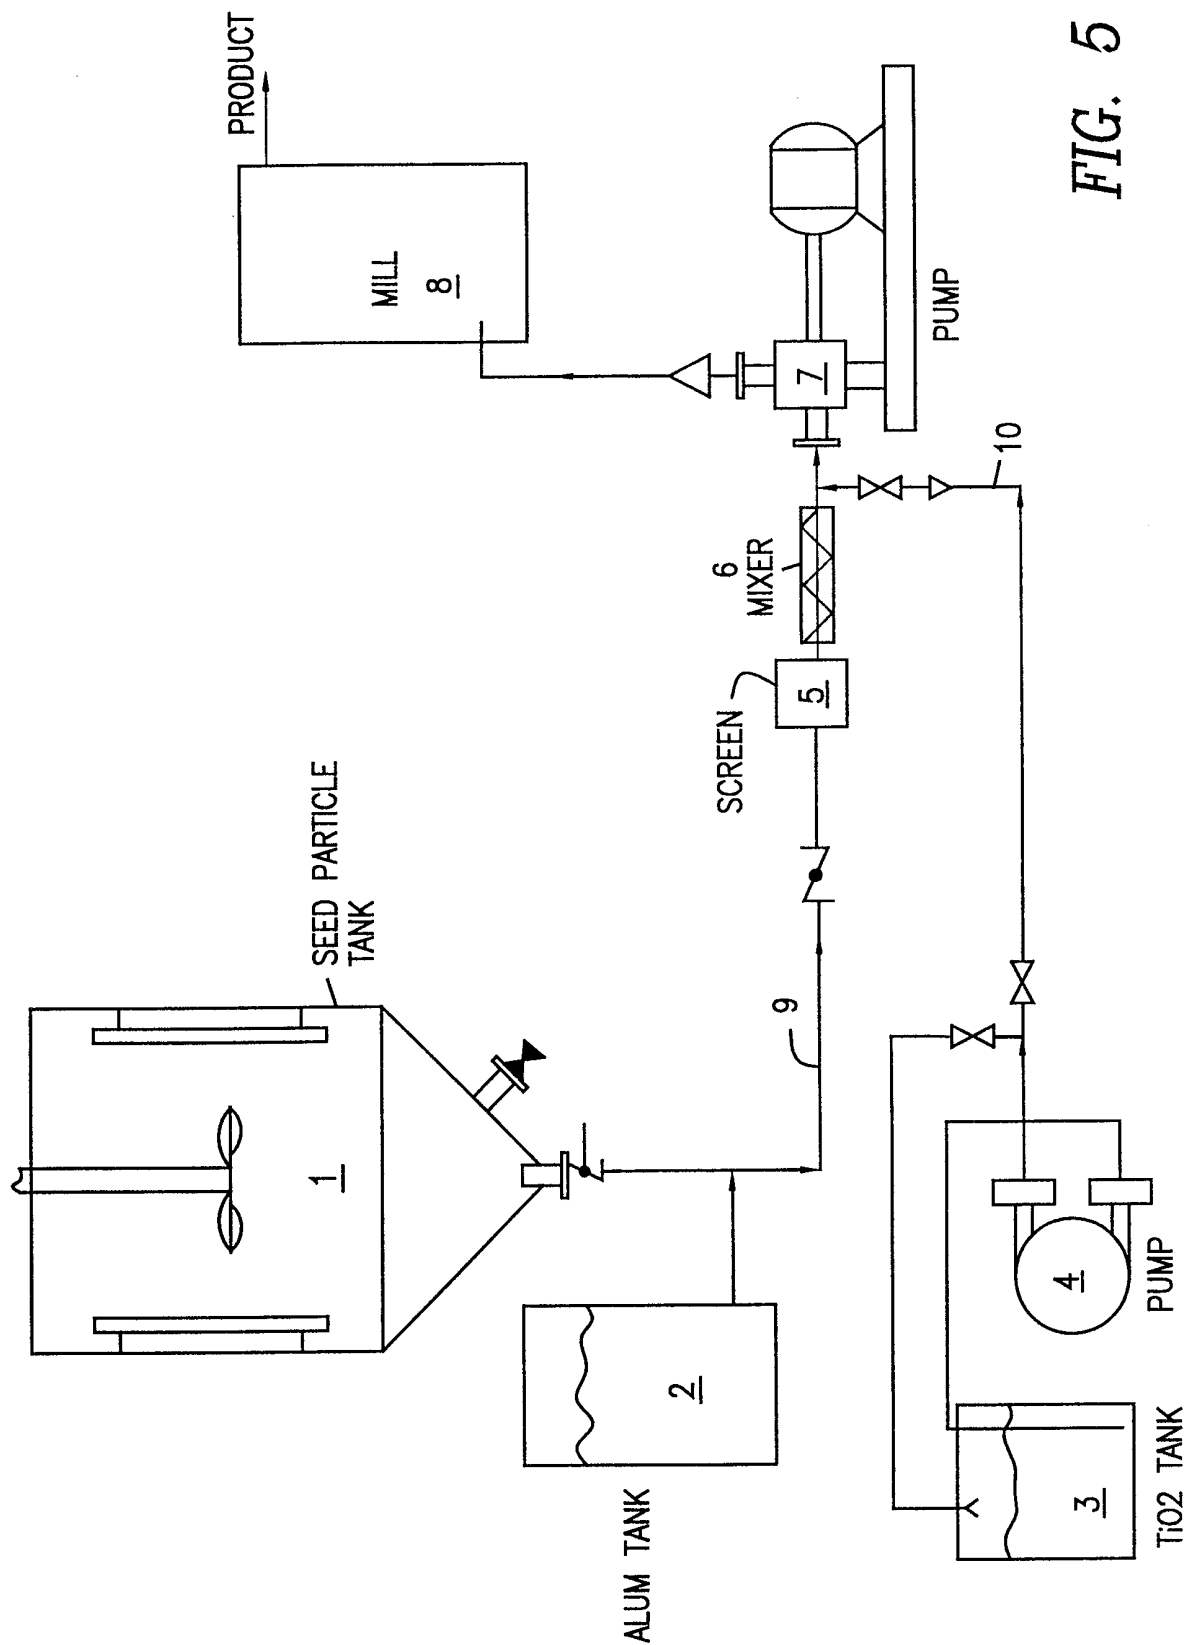 SEED PARTICLE
TANK
1
ALUM TANK
2
TiO2 TANK
3
PUMP
4
9
SCREEN
5
6
MIXER
10
7
PUMP
MILL
8
PRODUCT
FIG. 5